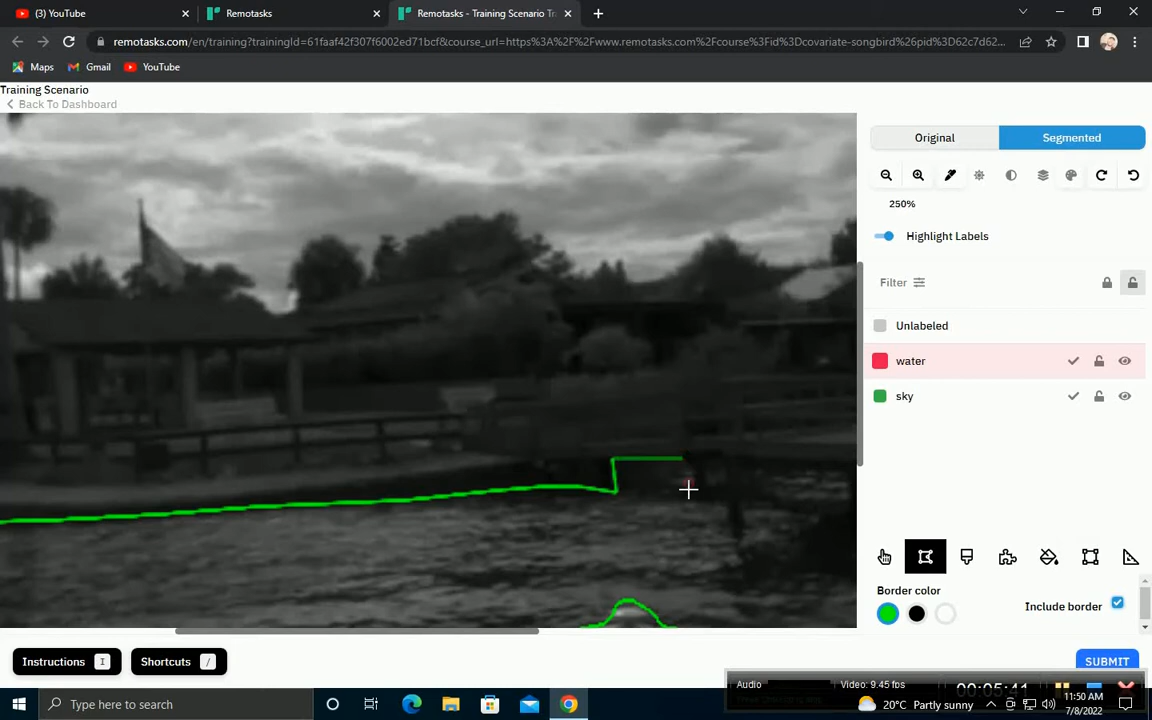 (3) YouTube
Remotasks
Remotasks - Training Scenario Tr
remotasks.com/en/training?trainingId=61faaf42f307f6002ed71bcf&course_url=https%3A%2F%2Fwww.remotasks.com%2Fcourse%3Fid%3Dcovariate-songbird%26pid%3D62c7d62...
Maps
Gmail
YouTube
Training Scenario
Back To Dashboard
Original
Segmented
250%
Highlight Labels
Filter
Unlabeled
water
sky
Border color
Include border
Instructions I
Shortcuts /
SUBMIT
Audio
Video: 9.45 fps
00:05:41
Type here to search
20°C Partly sunny
11:50 AM
7/8/2022